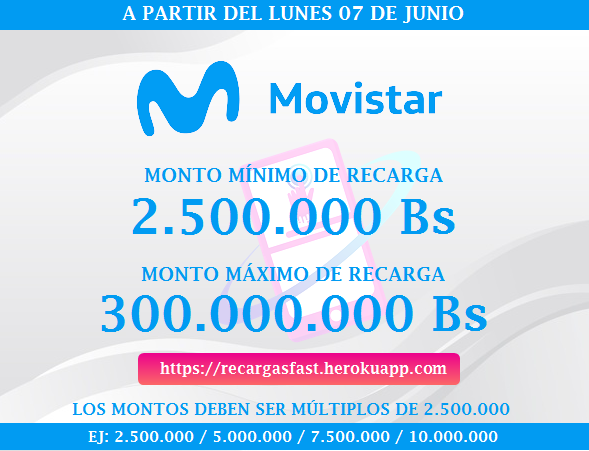 A PARTIR DEL LUNES 07 DE JUNIO
Movistar
MONTO MÍNIMO DE RECARGA
2.500.000 Bs
MONTO MÁXIMO DE RECARGA
300.000.000 Bs
https://recargasfast.herokuapp.com
LOS MONTOS DEBEN SER MÚLTIPLOS DE 2.500.000
EJ: 2.500.000 / 5.000.000 / 7.500.000 / 10.000.000